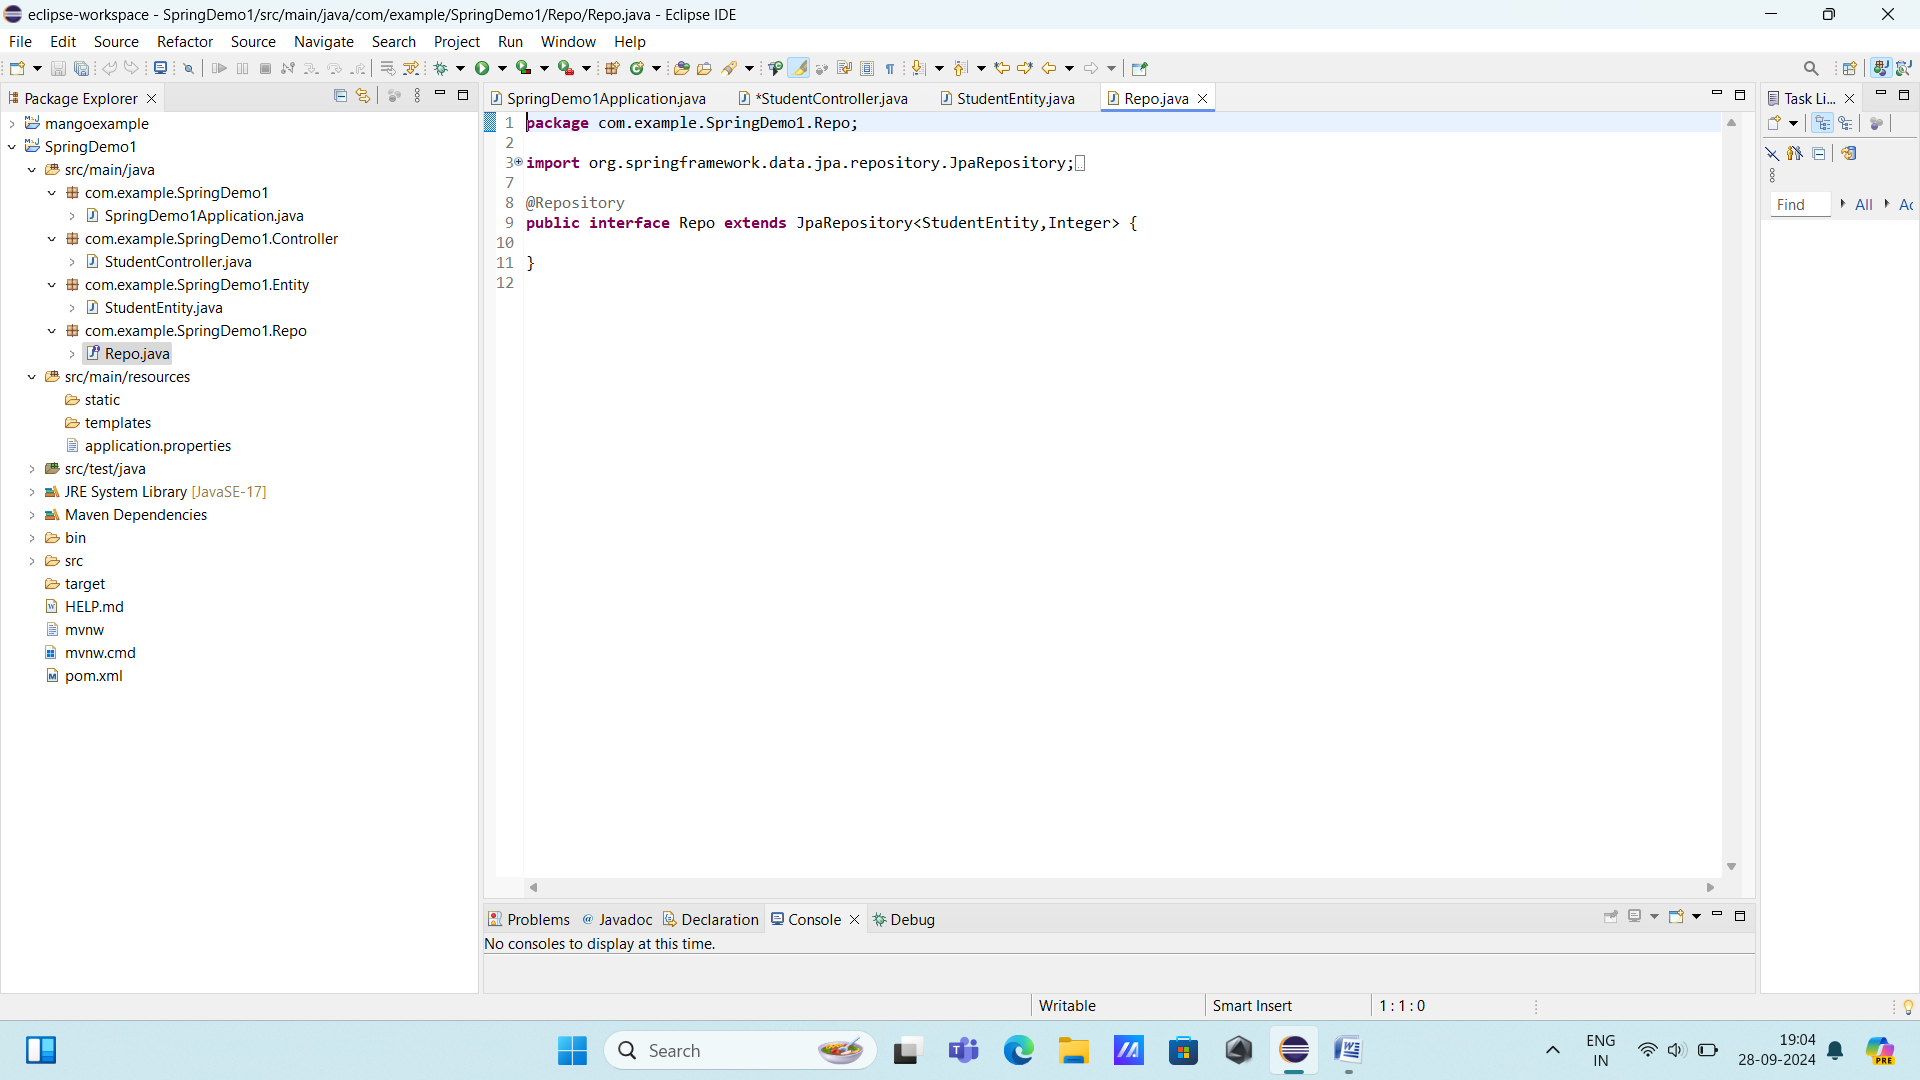 eclipse-workspace - SpringDemo1/src/main/java/com/example/SpringDemo1/Repo/Repo.java - Eclipse IDE
File Edit Source Refactor Source Navigate Search Project Run Window Help
Package Explorer
mangoexample
SpringDemo1
src/main/java
com.example.SpringDemo1
SpringDemo1Application.java
com.example.SpringDemo1.Controller
StudentController.java
com.example.SpringDemo1.Entity
StudentEntity.java
com.example.SpringDemo1.Repo
Repo.java
src/main/resources
static
templates
application.properties
src/test/java
JRE System Library [JavaSE-17]
Maven Dependencies
bin
src
target
HELP.md
mvnw
mvnw.cmd
pom.xml
SpringDemo1Application.java *StudentController.java StudentEntity.java Repo.java
1 package com.example.SpringDemo1.Repo;
2
3 import org.springframework.data.jpa.repository.JpaRepository;
7
8 @Repository
9 public interface Repo extends JpaRepository<StudentEntity,Integer> {
10
11 }
12
Task Li...
Find All Ac
Problems @ Javadoc Declaration Console Debug
No consoles to display at this time.
Writable Smart Insert 1 : 1 : 0
Search
ENG
IN
19:04
28-09-2024
PRE